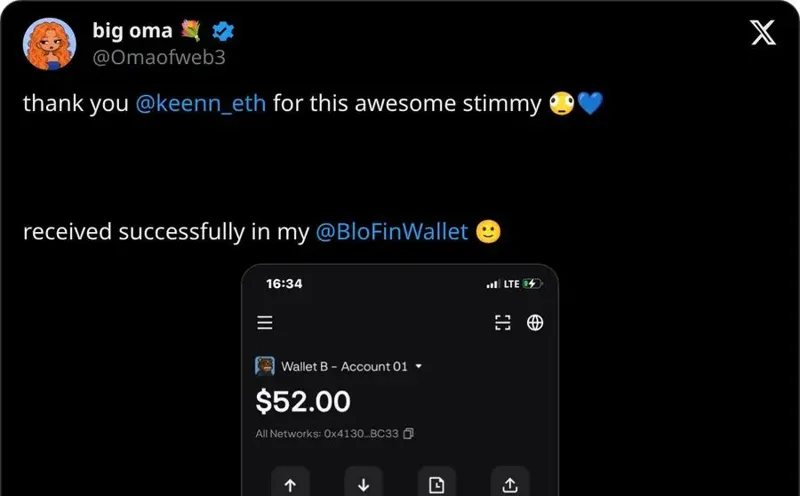 big oma 💐
@Omaofweb3
thank you @keenn_eth for this awesome stimmy 😳💙
received successfully in my @BloFinWallet 🙂
16:34
LTE
Wallet B – Account 01
$52.00
All Networks: 0x4130...BC33